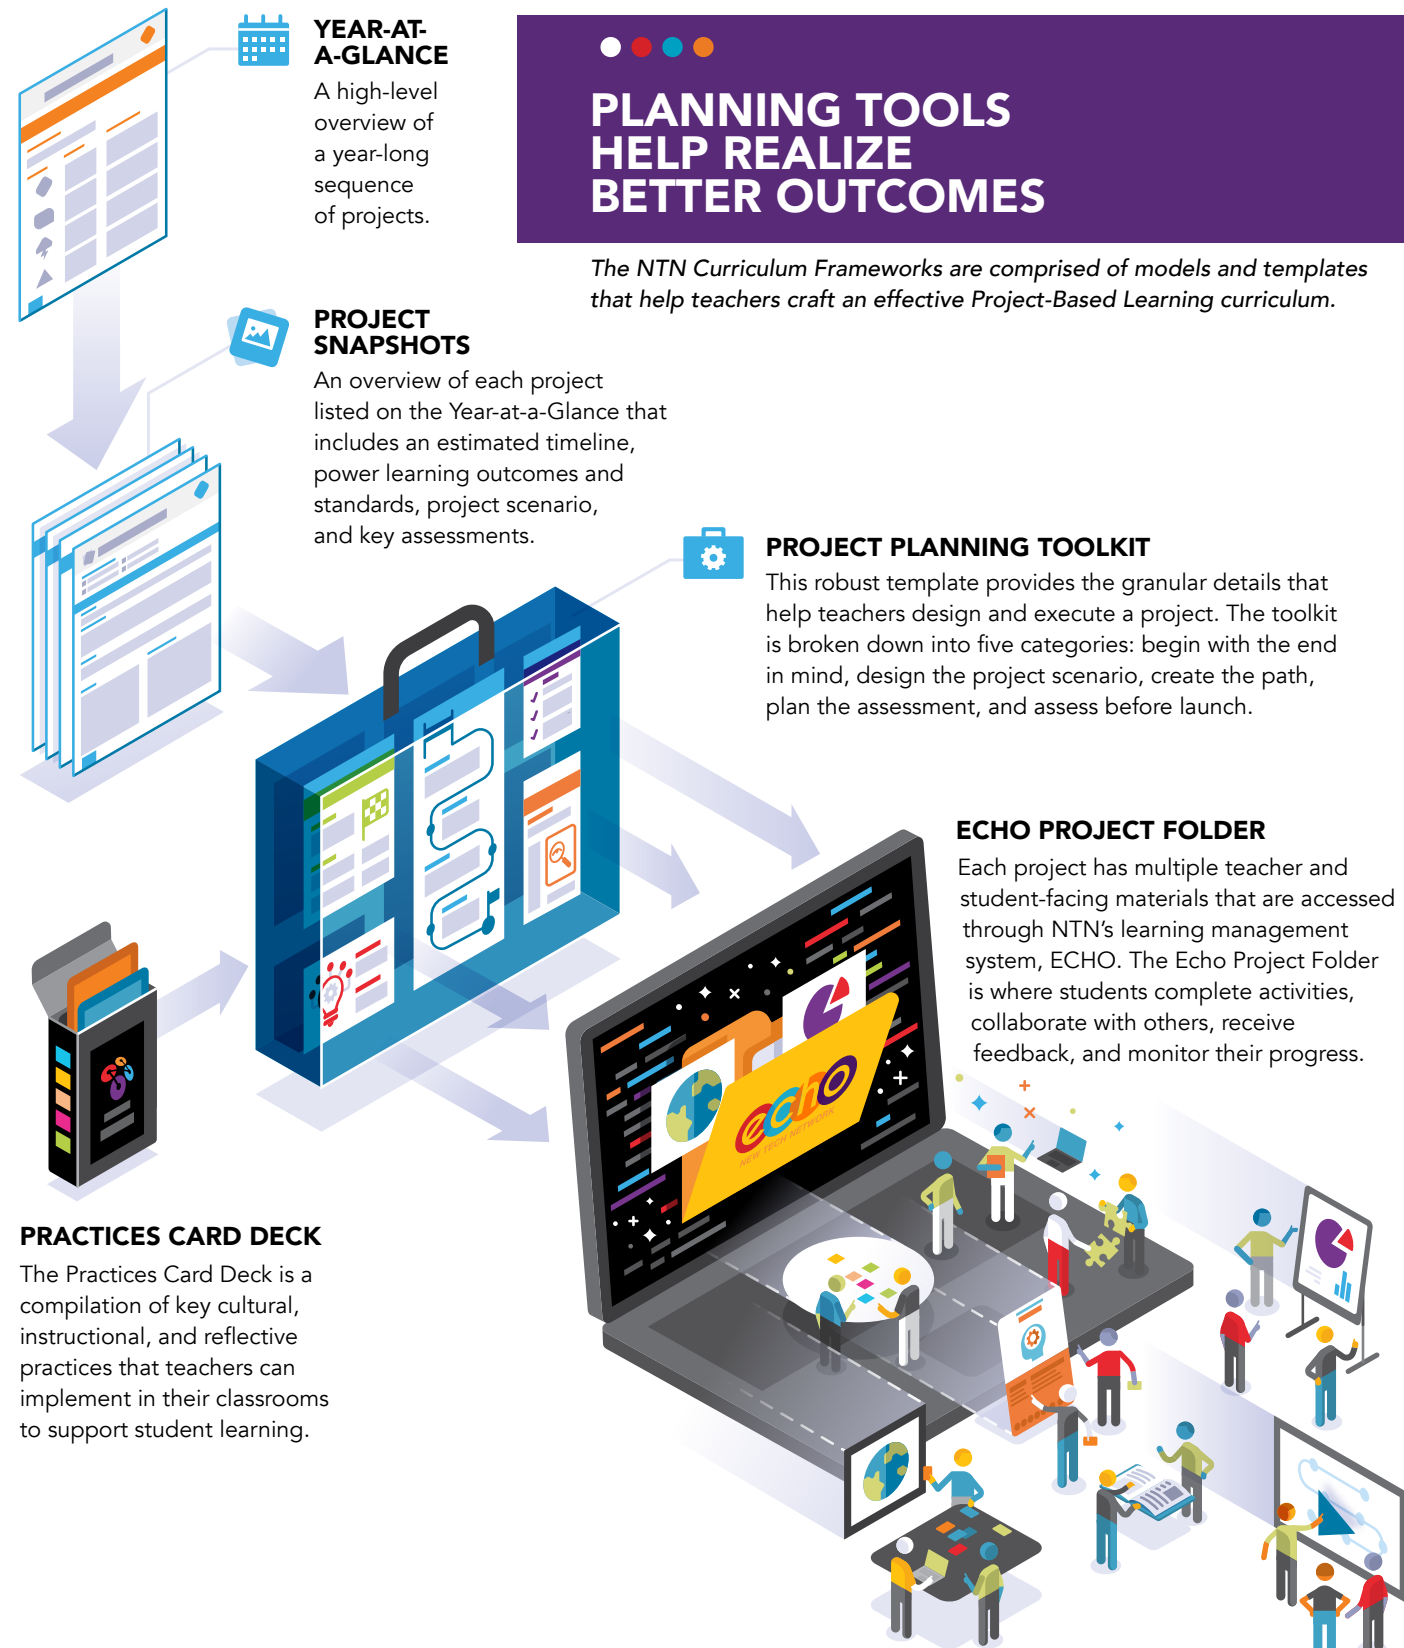 YEAR-AT-
A-GLANCE
A high-level
overview of
a year-long
sequence
of projects.
PLANNING TOOLS
HELP REALIZE
BETTER OUTCOMES
The NTN Curriculum Frameworks are comprised of models and templates
that help teachers craft an effective Project-Based Learning curriculum.
PROJECT
SNAPSHOTS
An overview of each project
listed on the Year-at-a-Glance that
includes an estimated timeline,
power learning outcomes and
standards, project scenario,
and key assessments.
PROJECT PLANNING TOOLKIT
This robust template provides the granular details that
help teachers design and execute a project. The toolkit
is broken down into five categories: begin with the end
in mind, design the project scenario, create the path,
plan the assessment, and assess before launch.
ECHO PROJECT FOLDER
Each project has multiple teacher and
student-facing materials that are accessed
through NTN's learning management
system, ECHO. The Echo Project Folder
is where students complete activities,
collaborate with others, receive
feedback, and monitor their progress.
echo
NEW TECH NETWORK
PRACTICES CARD DECK
The Practices Card Deck is a
compilation of key cultural,
instructional, and reflective
practices that teachers can
implement in their classrooms
to support student learning.